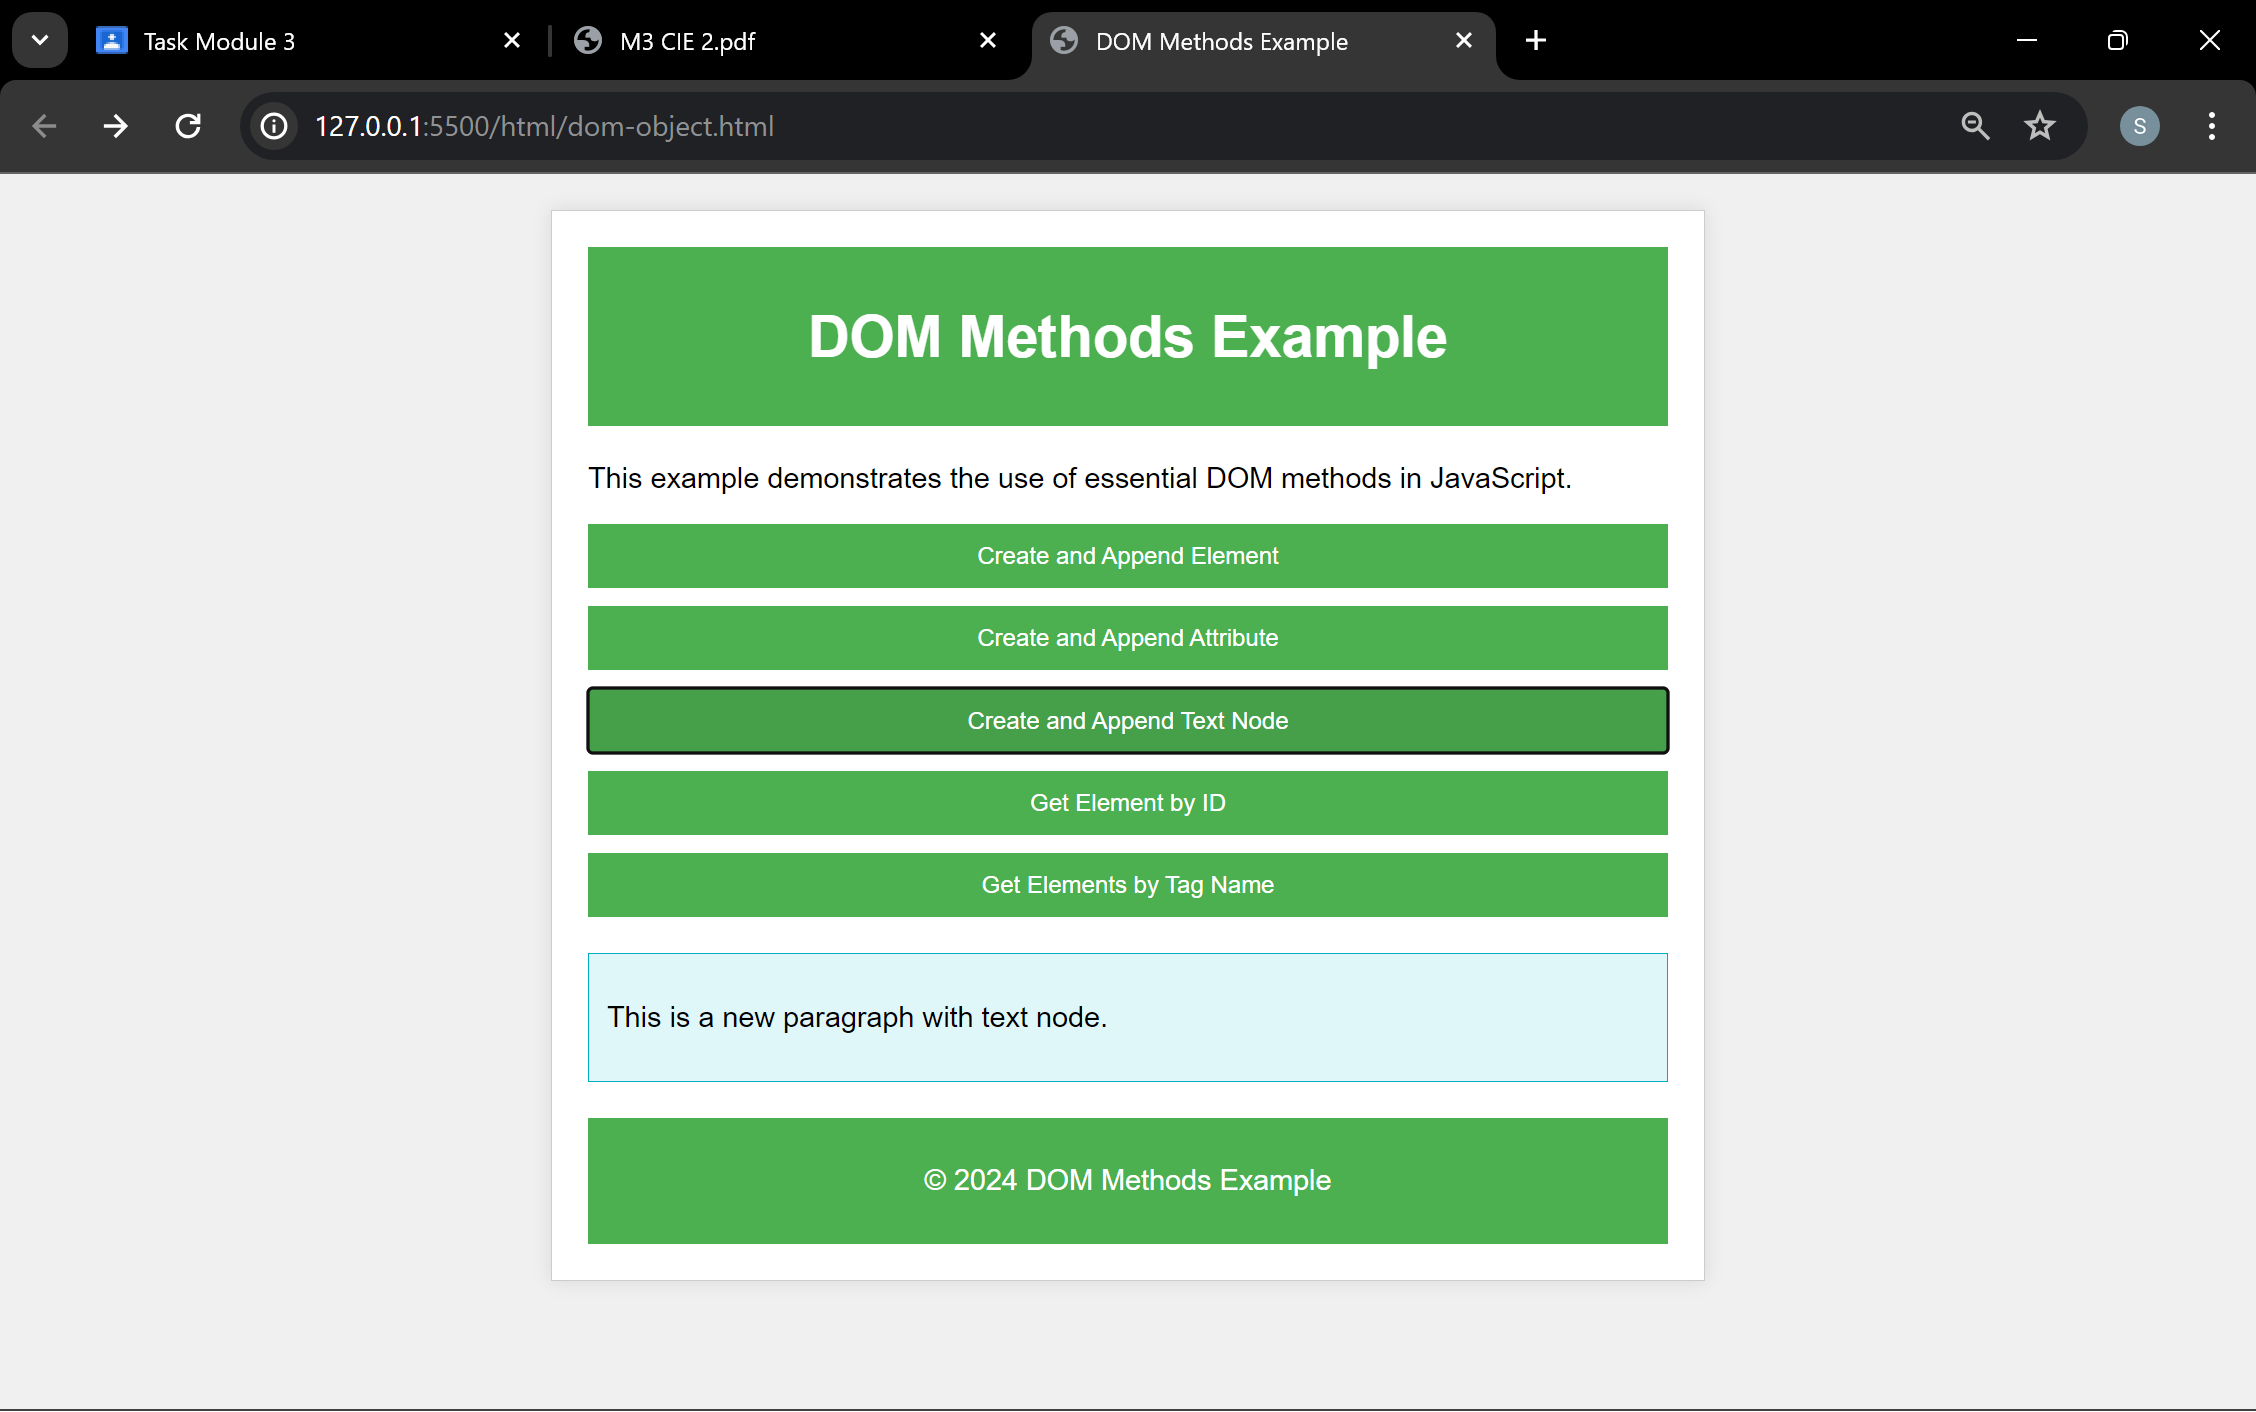 Task Module 3
M3 CIE 2.pdf
DOM Methods Example
127.0.0.1:5500/html/dom-object.html
S
DOM Methods Example
This example demonstrates the use of essential DOM methods in JavaScript.
Create and Append Element
Create and Append Attribute
Create and Append Text Node
Get Element by ID
Get Elements by Tag Name
This is a new paragraph with text node.
© 2024 DOM Methods Example